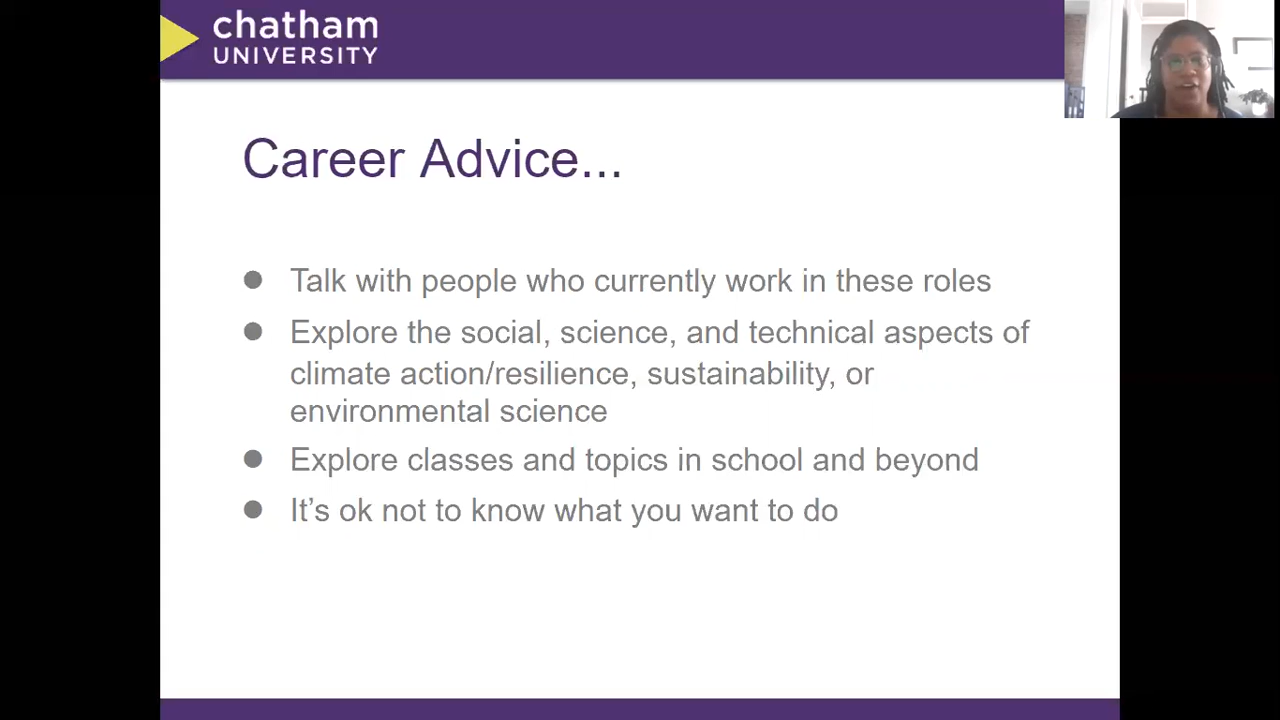 chatham
UNIVERSITY
Career Advice...
● Talk with people who currently work in these roles
● Explore the social, science, and technical aspects of
climate action/resilience, sustainability, or
environmental science
● Explore classes and topics in school and beyond
● It’s ok not to know what you want to do